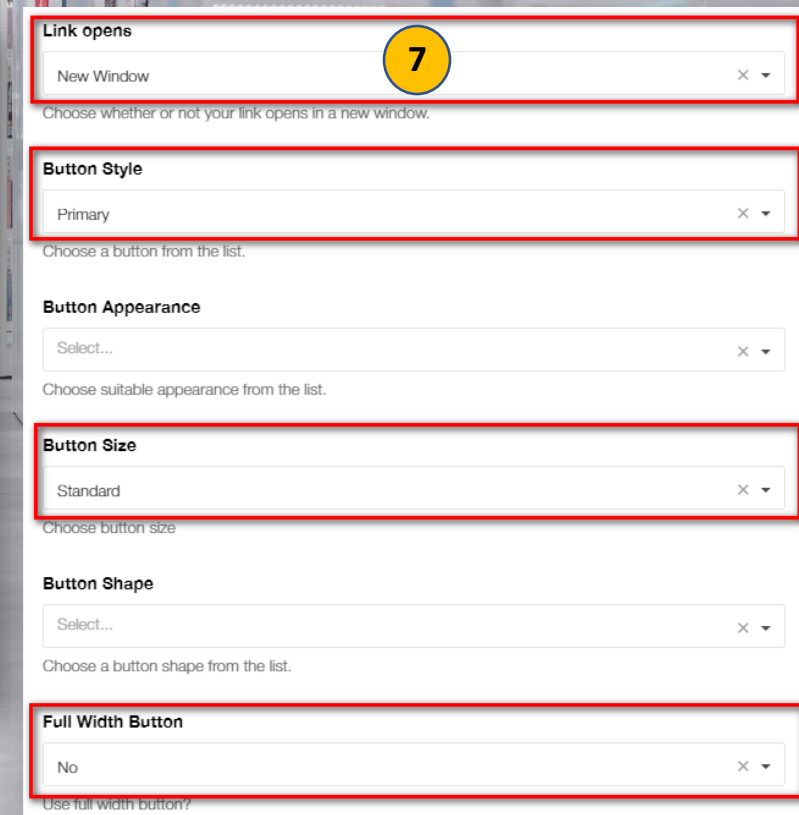 Link opens
7
New Window
Choose whether or not your link opens in a new window.
Button Style
Primary
Choose a button from the list.
Button Appearance
Select...
Choose suitable appearance from the list.
Button Size
Standard
Choose button size
Button Shape
Select...
Choose a button shape from the list.
Full Width Button
No
Use full width button?